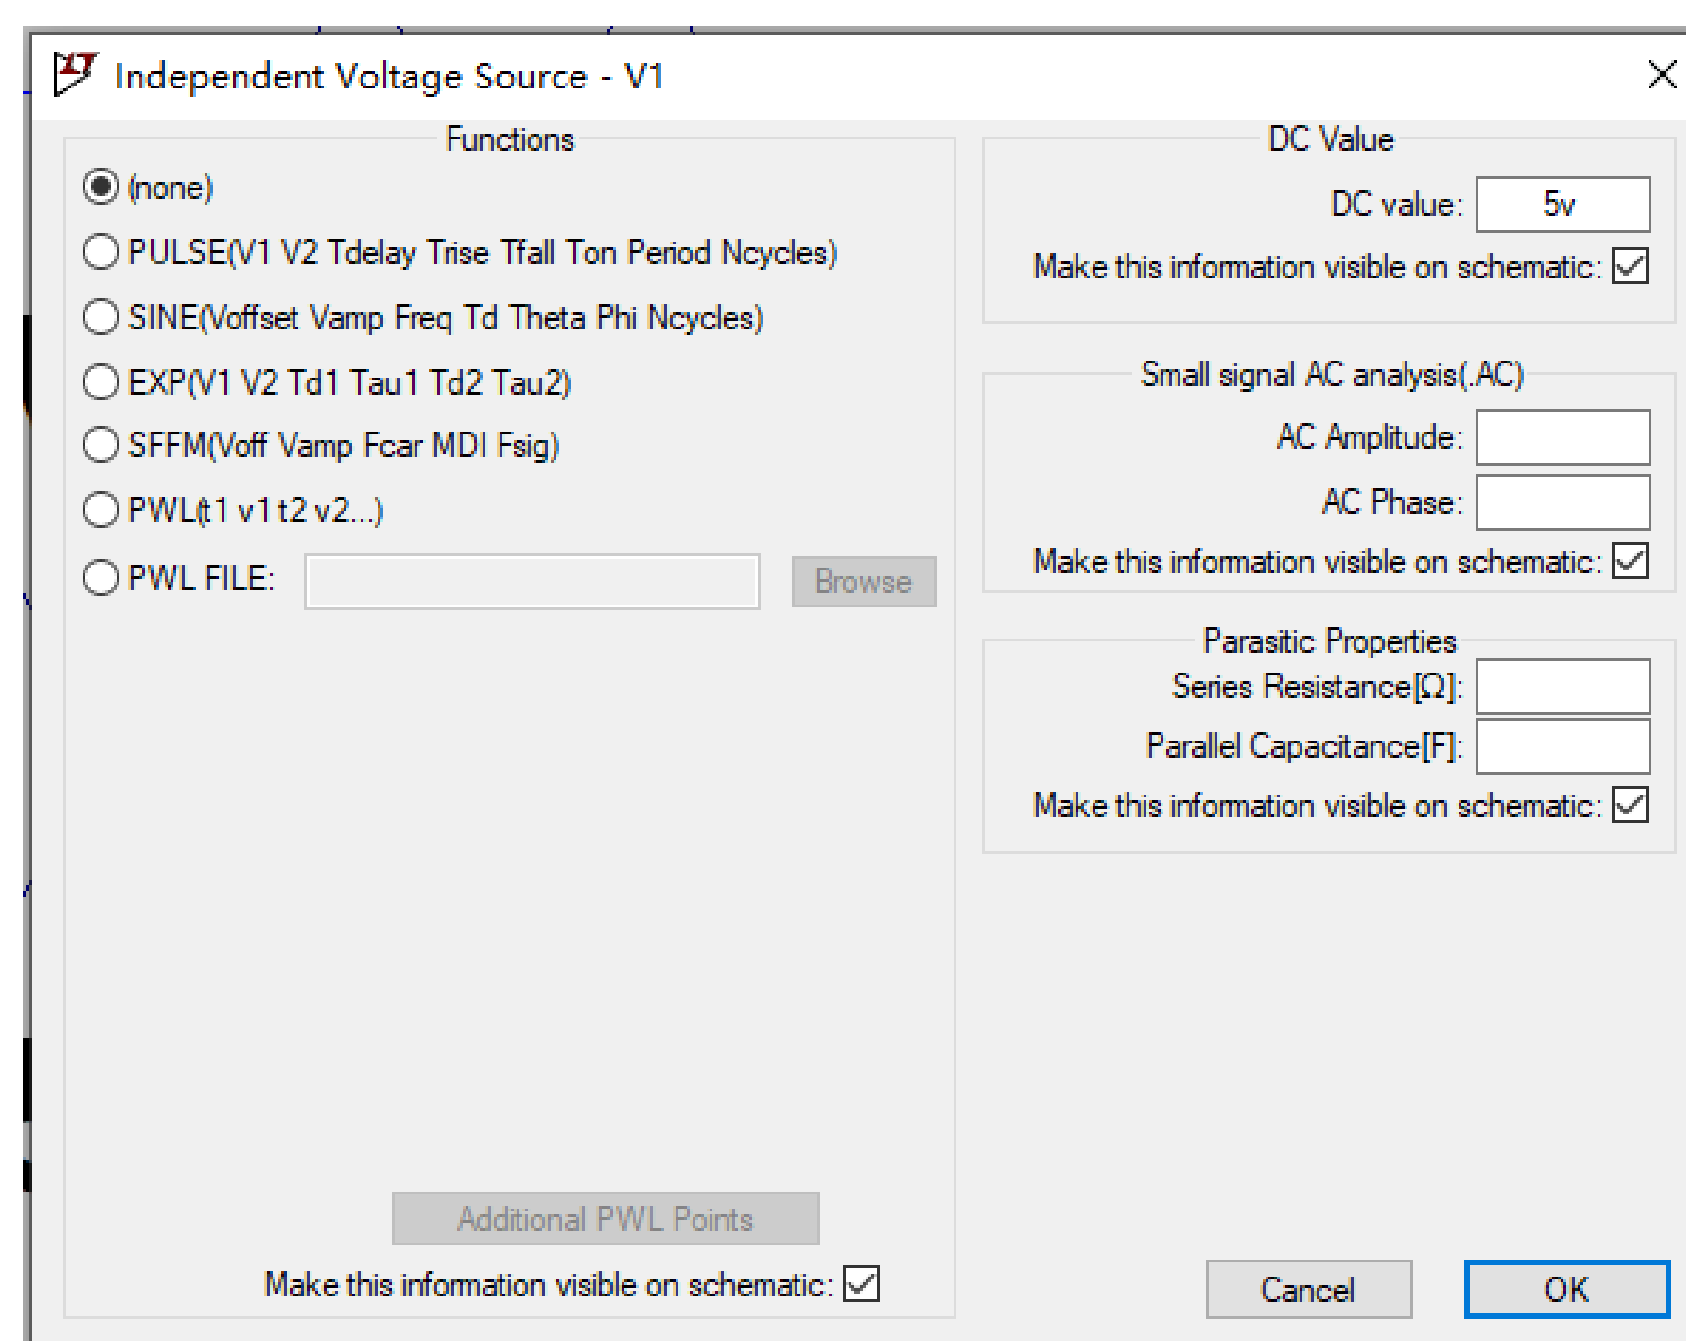 Independent Voltage Source - V1
Functions
(none)
PULSE(V1 V2 Tdelay Trise Tfall Ton Period Ncycles)
SINE(Voffset Vamp Freq Td Theta Phi Ncycles)
EXP(V1 V2 Td1 Tau1 Td2 Tau2)
SFFM(Voff Vamp Fcar MDI Fsig)
PWL(t1 v1 t2 v2...)
PWL FILE:
Browse
Additional PWL Points
Make this information visible on schematic:
DC Value
DC value: 5v
Make this information visible on schematic:
Small signal AC analysis(.AC)
AC Amplitude:
AC Phase:
Make this information visible on schematic:
Parasitic Properties
Series Resistance[Ω]:
Parallel Capacitance[F]:
Make this information visible on schematic:
Cancel
OK